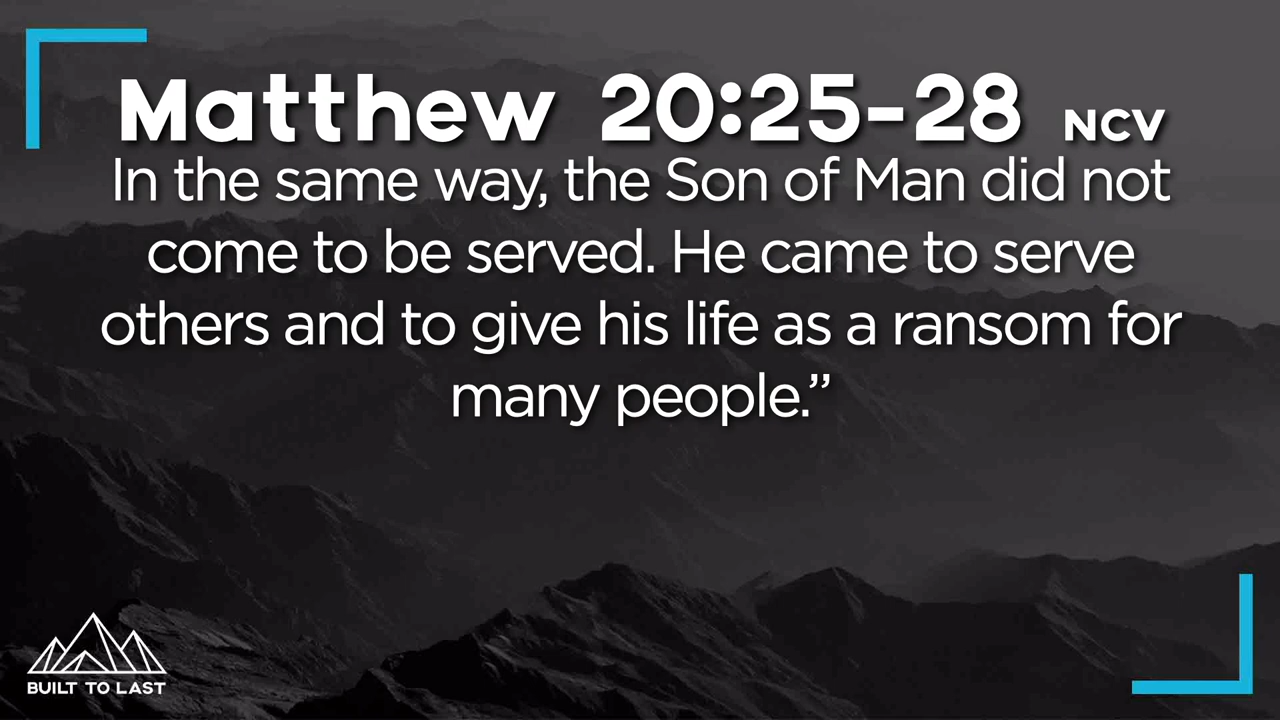 Matthew 20:25-28 NCV
In the same way, the Son of Man did not
come to be served. He came to serve
others and to give his life as a ransom for
many people.”
BUILT TO LAST